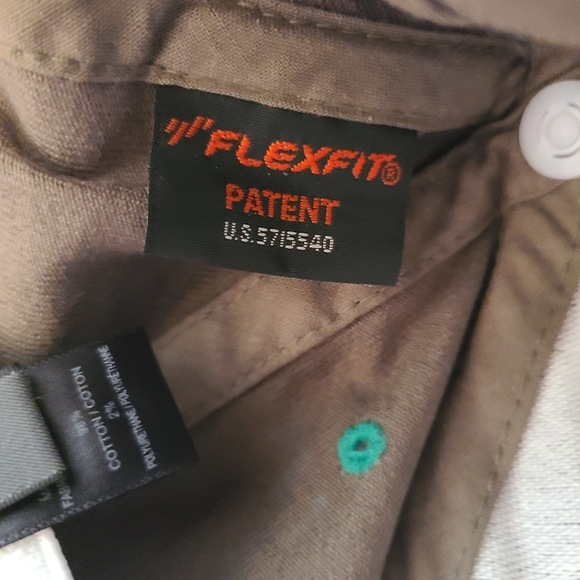 FLEXFIT®
PATENT
U.S.5715540
COTTON/COTON
2%
POLYURETHANE/POLYURÉTHANE